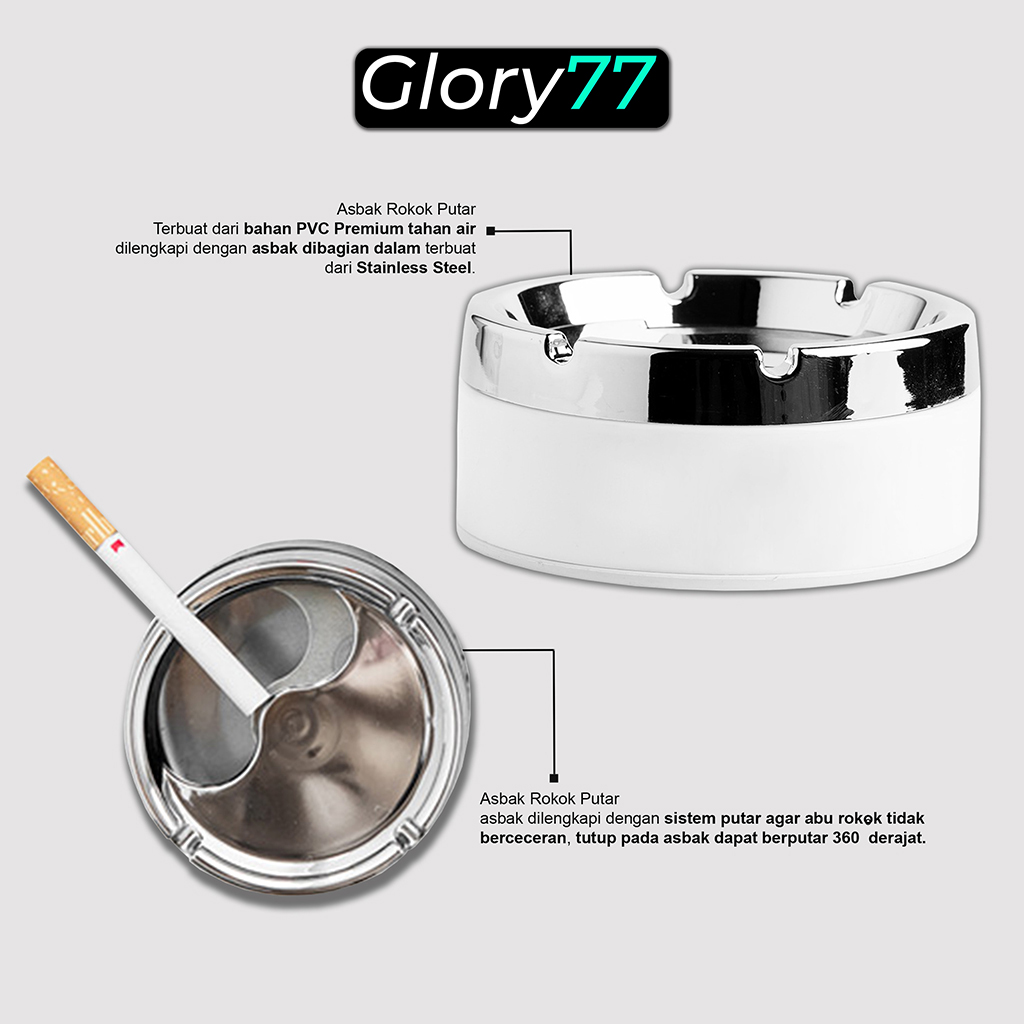 Glory77
Asbak Rokok Putar
Terbuat dari bahan PVC Premium tahan air
dilengkapi dengan asbak dibagian dalam terbuat
dari Stainless Steel.
Asbak Rokok Putar
asbak dilengkapi dengan sistem putar agar abu rokok tidak
berceceran, tutup pada asbak dapat berputar 360  derajat.